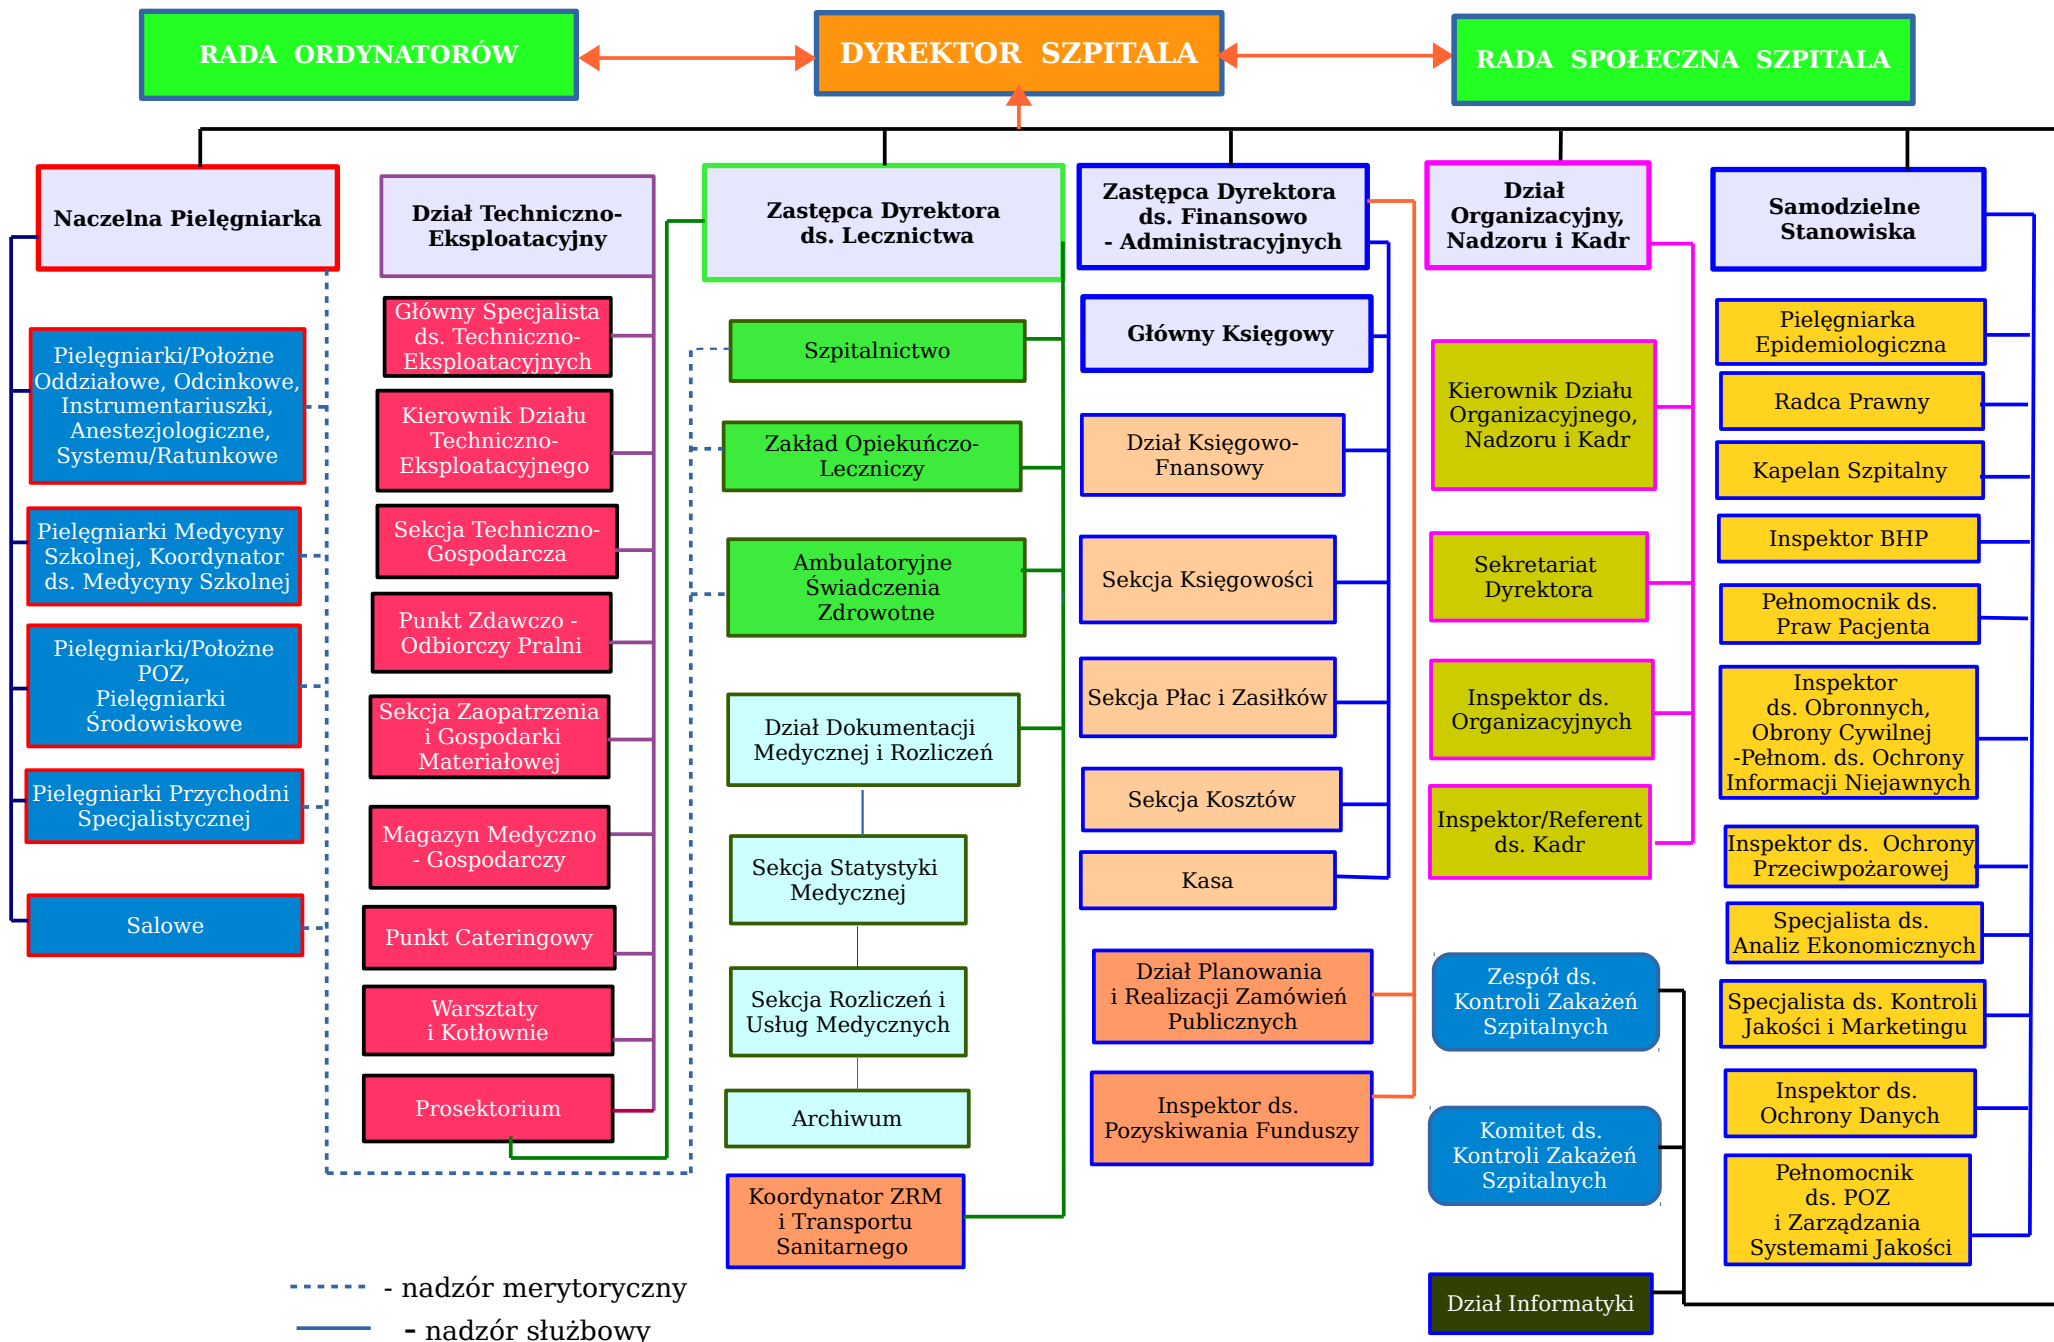 RADA ORDYNATORÓW
DYREKTOR SZPITALA
RADA SPOŁECZNA SZPITALA
Naczelna Pielęgniarka
Pielęgniarki/Położne
Oddziałowe, Odcinkowe,
Instrumentariuszki,
Anestezjologiczne,
Systemu/Ratunkowe
Pielęgniarki Medycyny
Szkolnej, Koordynator
ds. Medycyny Szkolnej
Pielęgniarki/Położne
POZ,
Pielęgniarki
Środowiskowe
Pielęgniarki Przychodni
Specjalistycznej
Salowe
Dział Techniczno-
Eksploatacyjny
Główny Specjalista
ds. Techniczno-
Eksploatacyjnych
Kierownik Działu
Techniczno-
Eksploatacyjnego
Sekcja Techniczno-
Gospodarcza
Punkt Zdawczo -
Odbiorczy Pralni
Sekcja Zaopatrzenia
i Gospodarki
Materiałowej
Magazyn Medyczno
- Gospodarczy
Punkt Cateringowy
Warsztaty
i Kotłownie
Prosektorium
Zastępca Dyrektora
ds. Lecznictwa
Szpitalnictwo
Zakład Opiekuńczo-
Leczniczy
Ambulatoryjne
Świadczenia
Zdrowotne
Dział Dokumentacji
Medycznej i Rozliczeń
Sekcja Statystyki
Medycznej
Sekcja Rozliczeń i
Usług Medycznych
Archiwum
Koordynator ZRM
i Transportu
Sanitarnego
Zastępca Dyrektora
ds. Finansowo
- Administracyjnych
Główny Księgowy
Dział Księgowo-
Fnansowy
Sekcja Księgowości
Sekcja Płac i Zasiłków
Sekcja Kosztów
Kasa
Dział Planowania
i Realizacji Zamówień
Publicznych
Inspektor ds.
Pozyskiwania Funduszy
Dział
Organizacyjny,
Nadzoru i Kadr
Kierownik Działu
Organizacyjnego,
Nadzoru i Kadr
Sekretariat
Dyrektora
Inspektor ds.
Organizacyjnych
Inspektor/Referent
ds. Kadr
Zespół ds.
Kontroli Zakażeń
Szpitalnych
Komitet ds.
Kontroli Zakażeń
Szpitalnych
Dział Informatyki
Samodzielne
Stanowiska
Pielęgniarka
Epidemiologiczna
Radca Prawny
Kapelan Szpitalny
Inspektor BHP
Pełnomocnik ds.
Praw Pacjenta
Inspektor
ds. Obronnych,
Obrony Cywilnej
-Pełnom. ds. Ochrony
Informacji Niejawnych
Inspektor ds. Ochrony
Przeciwpożarowej
Specjalista ds.
Analiz Ekonomicznych
Specjalista ds. Kontroli
Jakości i Marketingu
Inspektor ds.
Ochrony Danych
Pełnomocnik
ds. POZ
i Zarządzania
Systemami Jakości
- nadzór merytoryczny
- nadzór służbowy